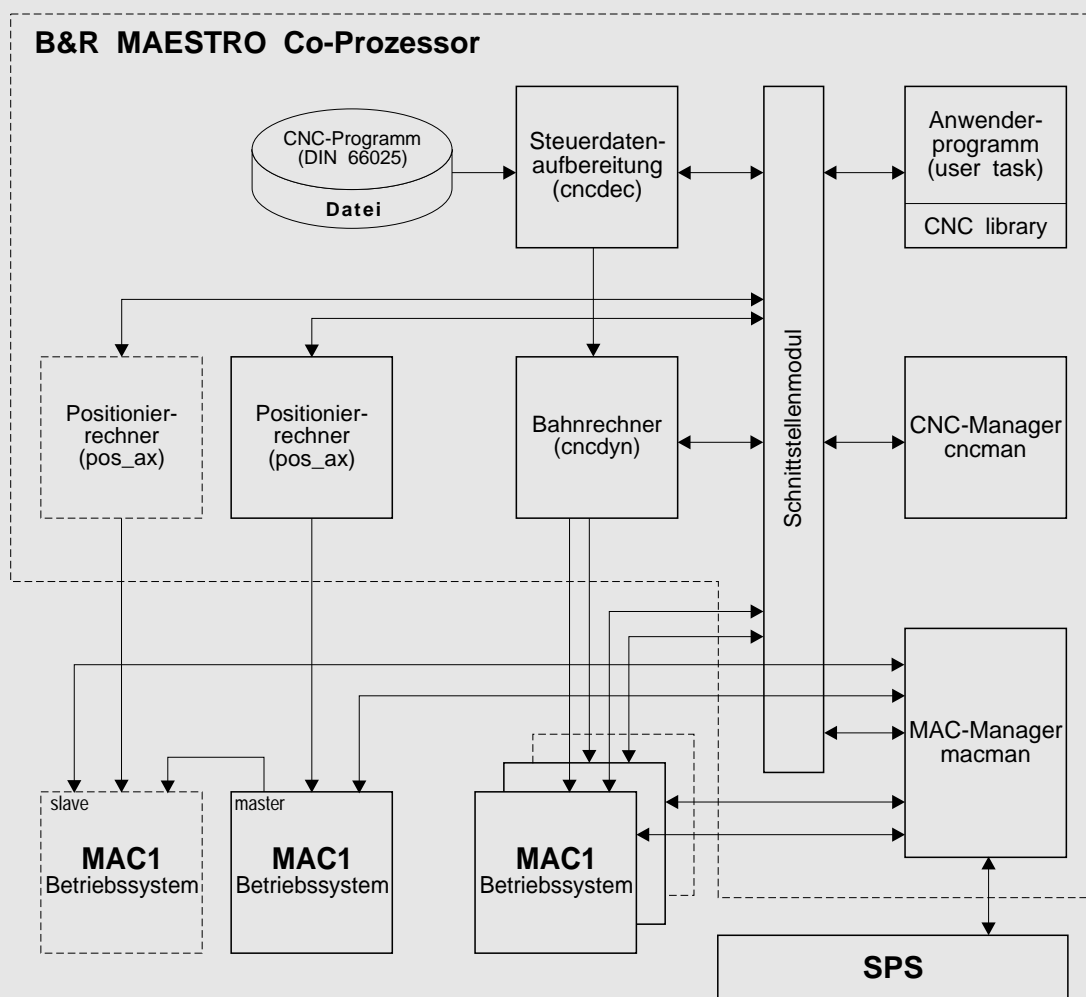 B&R MAESTRO Co-Prozessor
CNC-Programm
(DIN 66025)
Datei
Steuerdaten-
aufbereitung
(cncdec)
Anwender-
programm
(user task)
CNC library
Schnittstellenmodul
Positionier-
rechner
(pos_ax)
Positionier-
rechner
(pos_ax)
Bahnrechner
(cncdyn)
CNC-Manager
cncman
MAC-Manager
macman
slave
MAC1
Betriebssystem
master
MAC1
Betriebssystem
MAC1
Betriebssystem
SPS